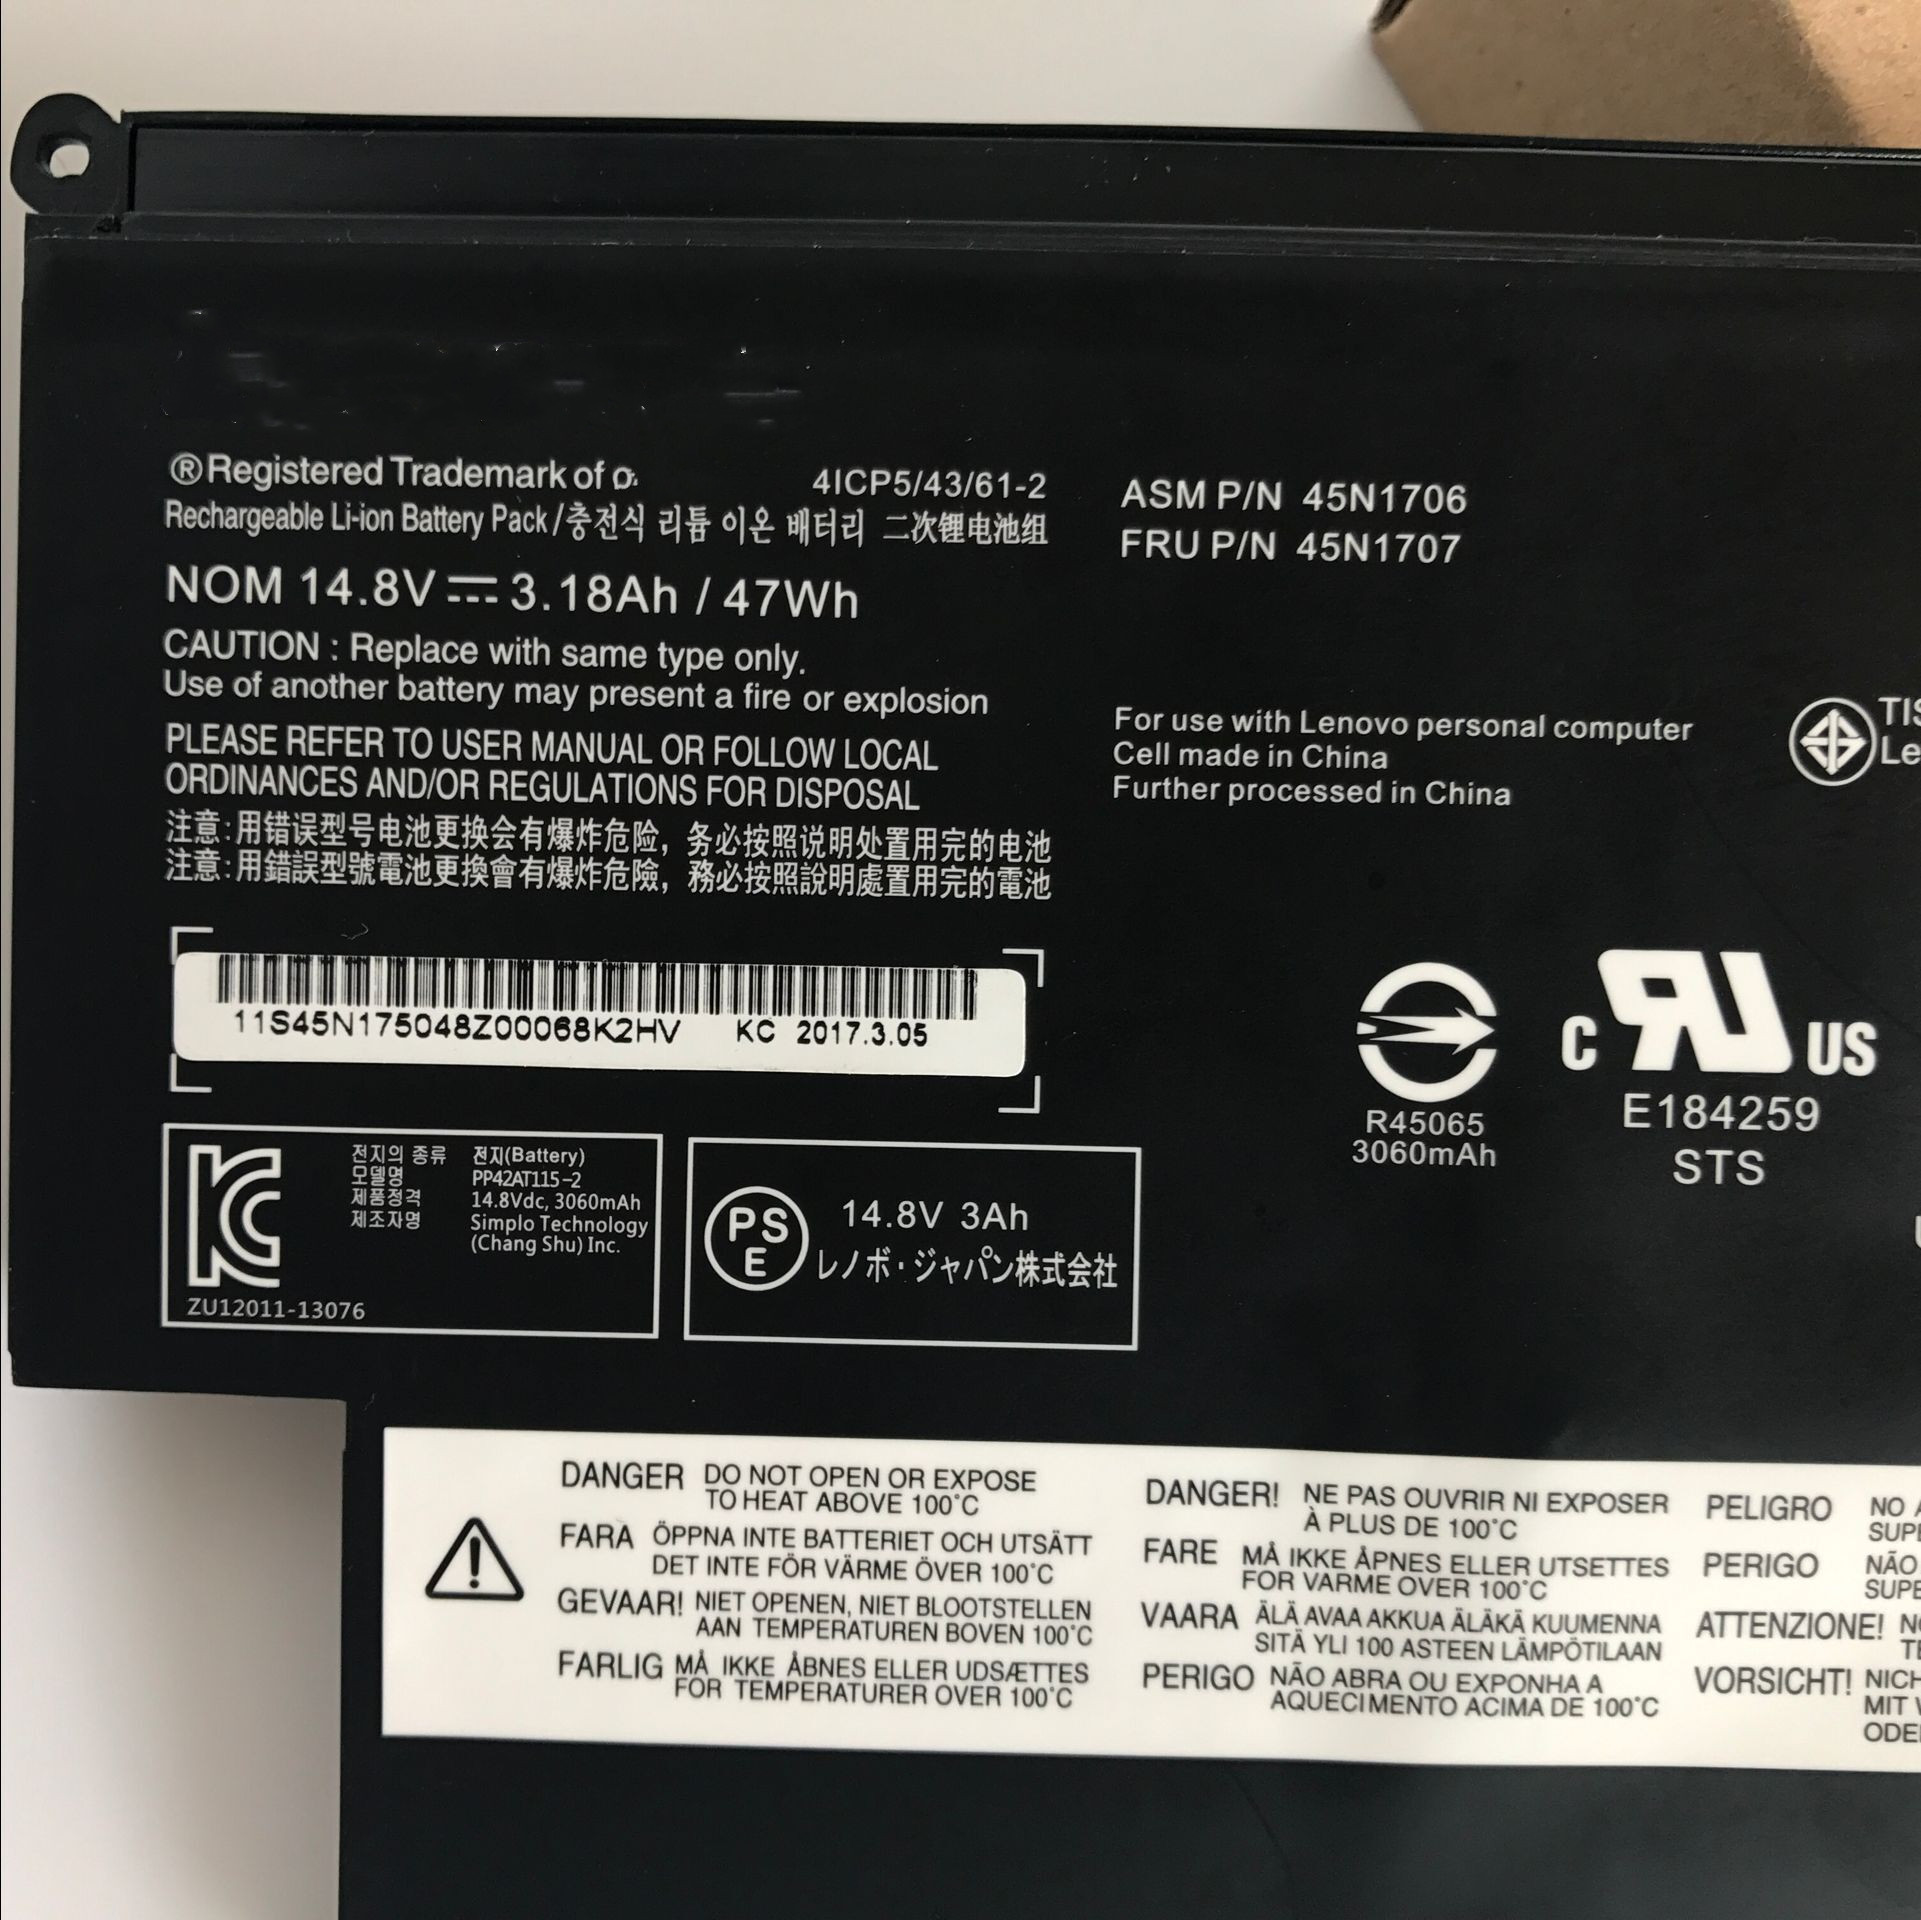 ®Registered Trademark of
4ICP5/43/61-2
Rechargeable Li-ion Battery Pack/충전식 리튬 이온 배터리 二次锂电池组
NOM 14.8V 3.18Ah / 47Wh
CAUTION : Replace with same type only.
Use of another battery may present a fire or explosion
PLEASE REFER TO USER MANUAL OR FOLLOW LOCAL
ORDINANCES AND/OR REGULATIONS FOR DISPOSAL
注意:用错误型号电池更换会有爆炸危险，务必按照说明处置用完的电池
注意:用錯誤型號電池更換會有爆炸危險，務必按照說明處置用完的電池
11S45N175048Z00068K2HV KC 2017.3.05
전지의 종류 전지(Battery)
모델명 PP42AT115-2
제품정격 14.8Vdc, 3060mAh
제조자명 Simplo Technology
(Chang Shu) Inc.
ZU12011-13076
PS
E
14.8V 3Ah
レノボ・ジャパン株式会社
ASM P/N 45N1706
FRU P/N 45N1707
For use with Lenovo personal computer
Cell made in China
Further processed in China
TIS
Le
R45065
3060mAh
C RU US
E184259
STS
DANGER DO NOT OPEN OR EXPOSE
TO HEAT ABOVE 100°C
FARA ÖPPNA INTE BATTERIET OCH UTSÄTT
DET INTE FÖR VÄRME ÖVER 100°C
GEVAAR! NIET OPENEN, NIET BLOOTSTELLEN
AAN TEMPERATUREN BOVEN 100°C
FARLIG MÅ IKKE ÅBNES ELLER UDSÆTTES
FOR TEMPERATURER OVER 100°C
DANGER! NE PAS OUVRIR NI EXPOSER
À PLUS DE 100°C
FARE MÅ IKKE ÅPNES ELLER UTSETTES
FOR VARME OVER 100°C
VAARA ÄLÄ AVAA AKKUA ÄLÄKÄ KUUMENNA
SITÄ YLI 100 ASTEEN LÄMPÖTILAAN
PERIGO NÃO ABRA OU EXPONHA A
AQUECIMENTO ACIMA DE 100°C
PELIGRO NO
SUPE
PERIGO NÃO
SUPE
ATTENZIONE!
VORSICHT! NICH
MIT
ODE